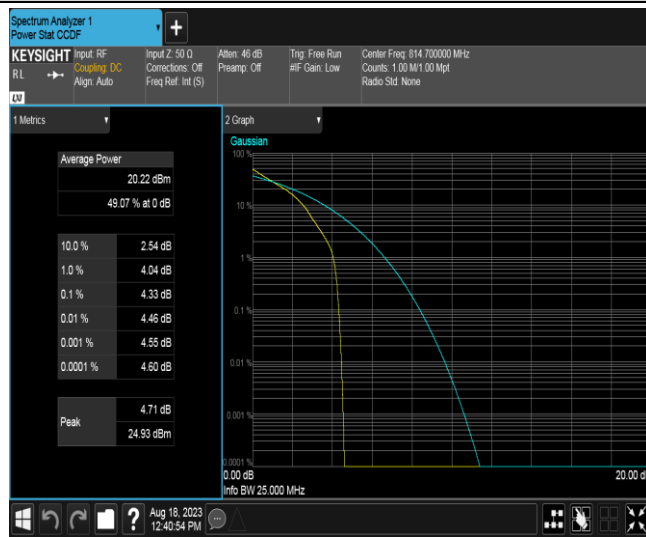 Spectrum Analyzer 1
Power Stat CCDF
+
KEYSIGHT
RL
LXI
Input: RF
Coupling: DC
Align: Auto
Input Z: 50 Ω
Corrections: Off
Freq Ref: Int (S)
Atten: 46 dB
Preamp: Off
Trig: Free Run
#IF Gain: Low
Center Freq: 814.700000 MHz
Counts: 1.00 M/1.00 Mpt
Radio Std: None
1 Metrics
Average Power
20.22 dBm
49.07 % at 0 dB
10.0 % 2.54 dB
1.0 % 4.04 dB
0.1 % 4.33 dB
0.01 % 4.46 dB
0.001 % 4.55 dB
0.0001 % 4.60 dB
Peak
4.71 dB
24.93 dBm
2 Graph
Gaussian
100 %
10 %
1 %
0.1 %
0.01 %
0.001 %
0.0001 %
0.00 dB
20.00 d
Info BW 25.000 MHz
?
Aug 18, 2023
12:40:54 PM